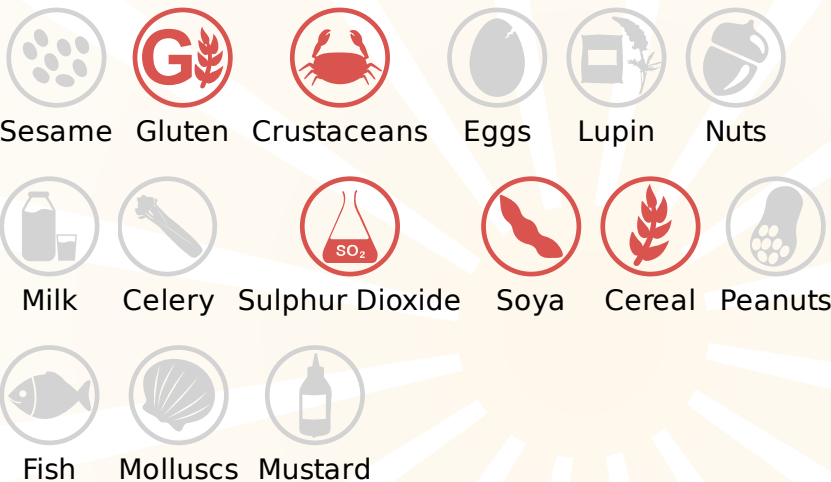 G
Sesame Gluten Crustaceans Eggs Lupin Nuts
SO₂
Milk Celery Sulphur Dioxide Soya Cereal Peanuts
Fish Molluscs Mustard